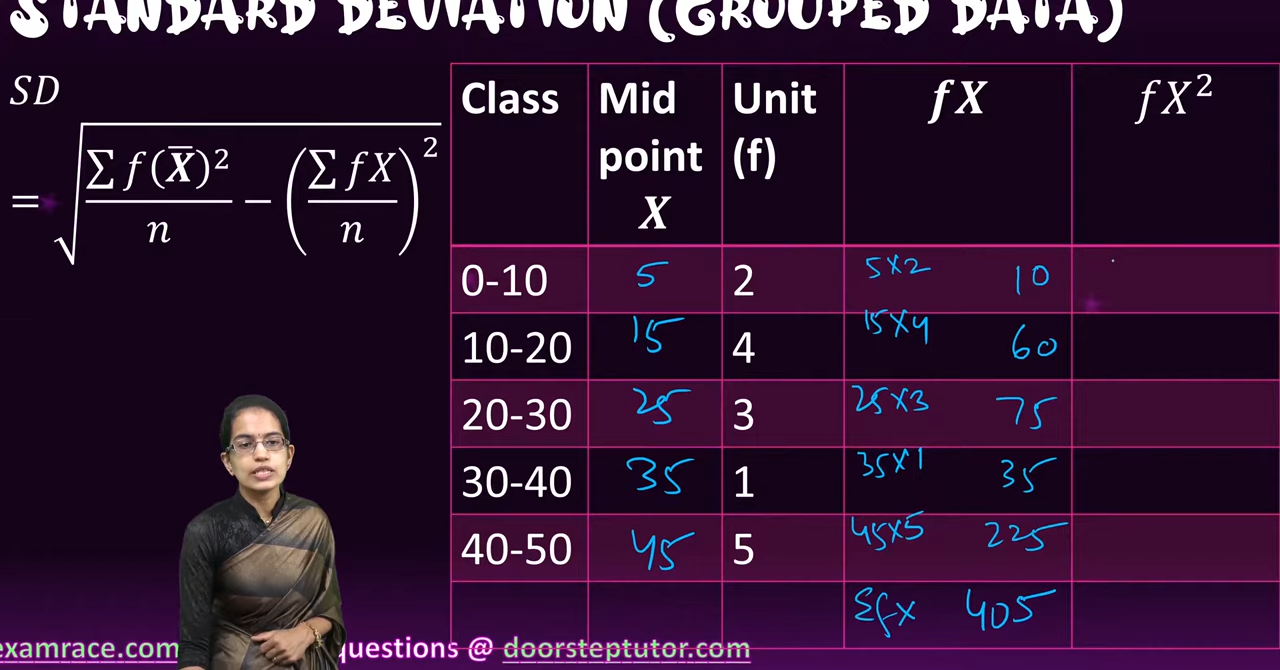 STANDARD DEVIATION (GROUPED DATA)
SD
= √ ∑ f(X̅)² / n − (∑ fX / n)²
Class Mid point X Unit (f) fX fX²
0-10 5 2 5x2 10
10-20 15 4 15x4 60
20-30 25 3 25x3 75
30-40 35 1 35x1 35
40-50 45 5 45x5 225
Σfx 405
examrace.com questions @ doorsteptutor.com